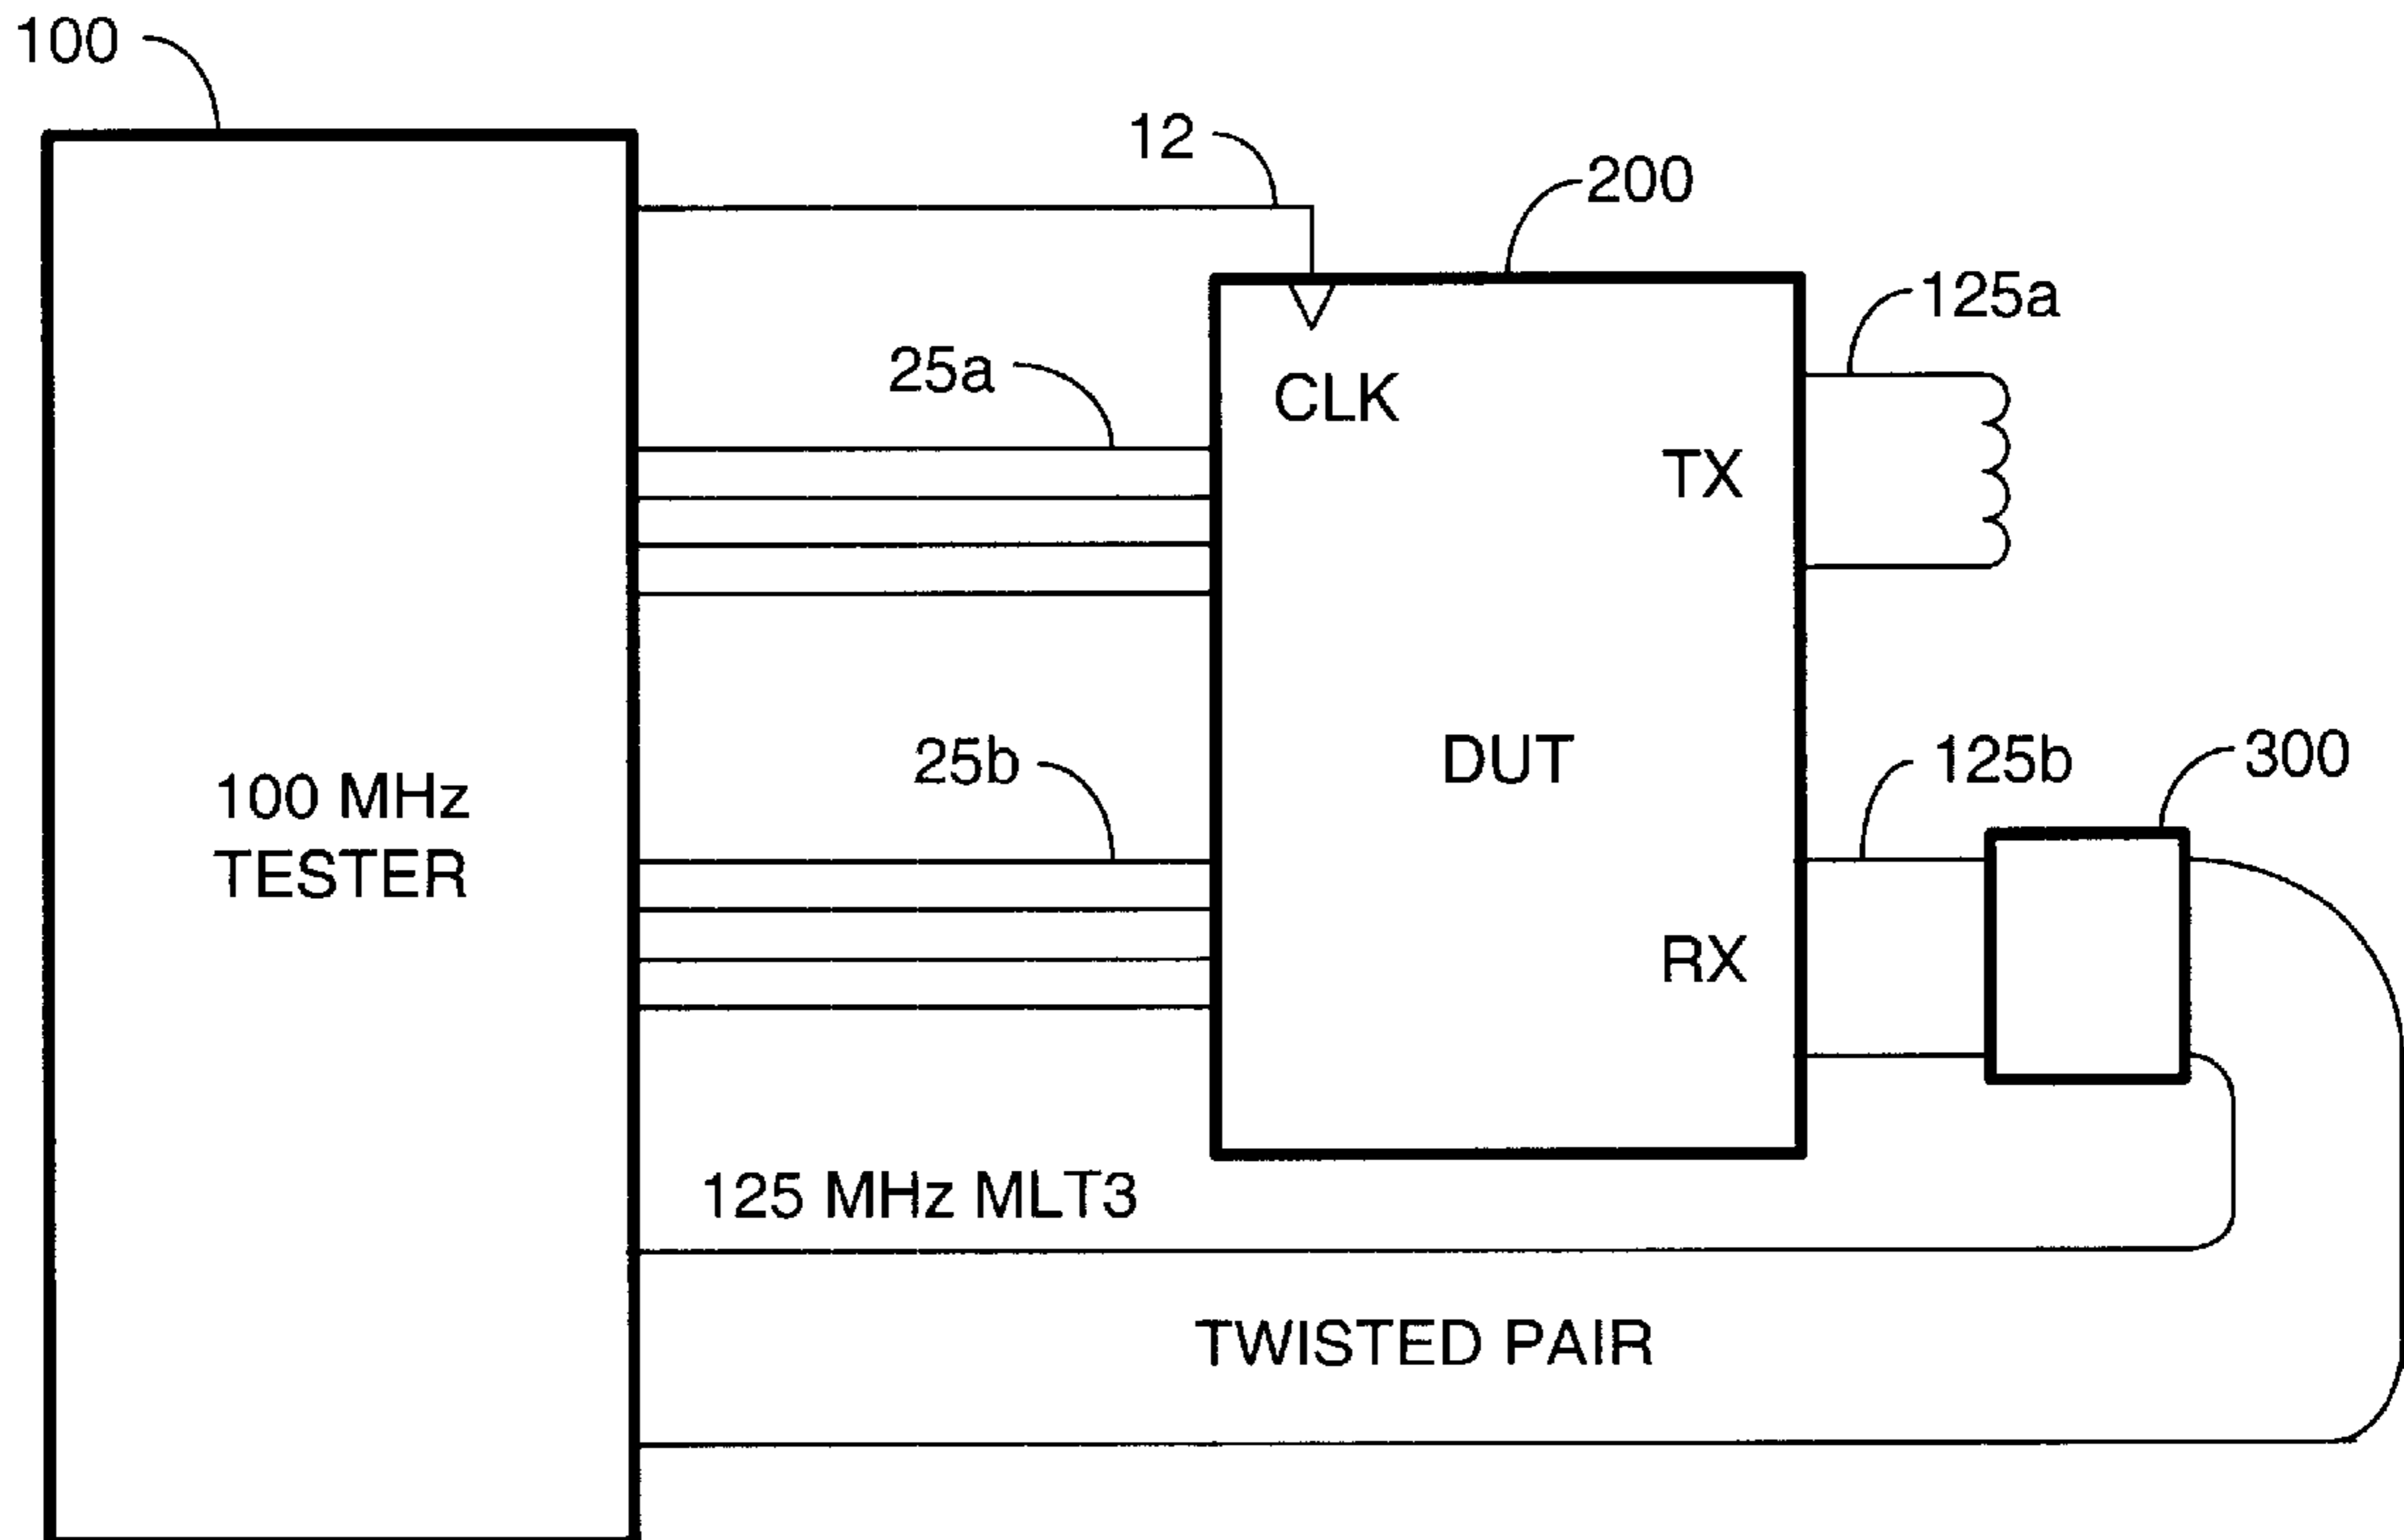 100
12
200
125a
25a
CLK
TX
25b
DUT
125b
300
100 MHz
TESTER
RX
125 MHz MLT3
TWISTED PAIR